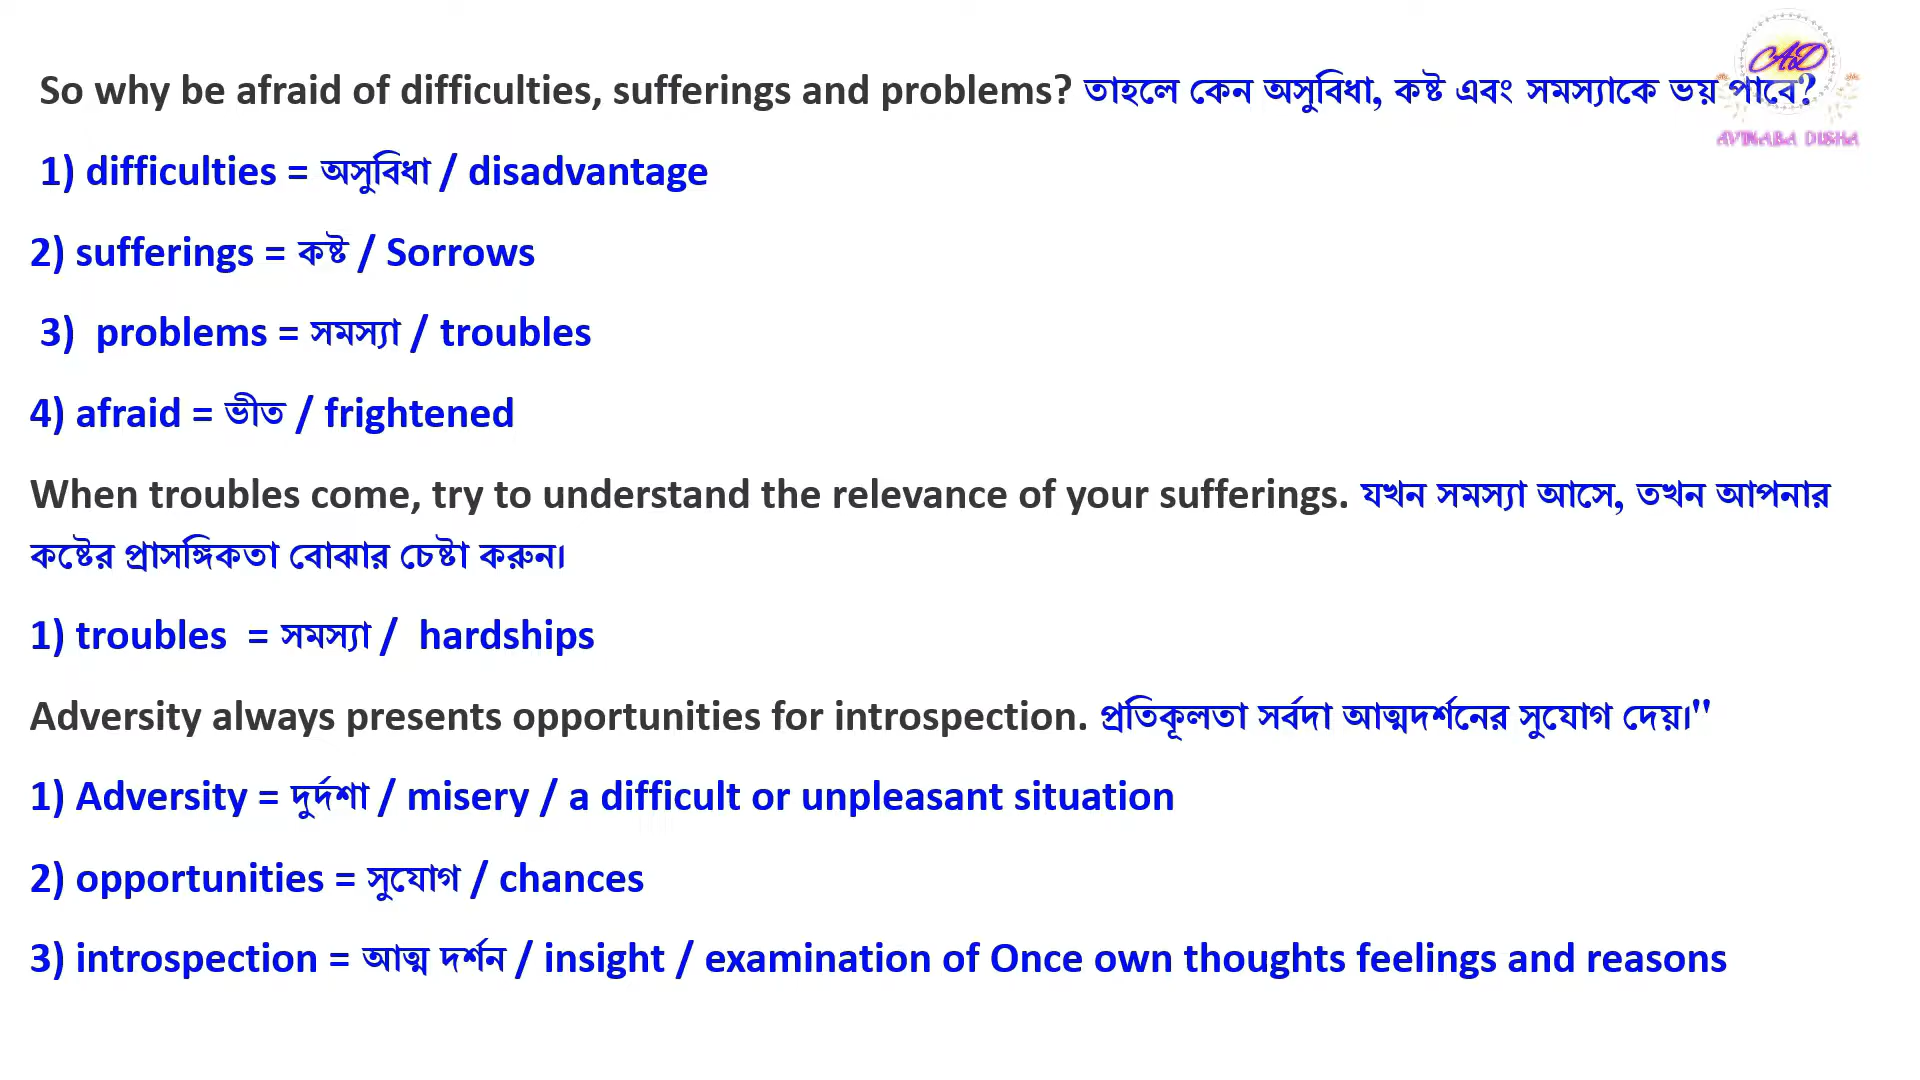 So why be afraid of difficulties, sufferings and problems? তাহলে কেন অসুবিধা, কষ্ট এবং সমস্যাকে ভয় পাবে?
AD
AVINABA DISHA
1) difficulties = অসুবিধা / disadvantage
2) sufferings = কষ্ট / Sorrows
3) problems = সমস্যা / troubles
4) afraid = ভীত / frightened
When troubles come, try to understand the relevance of your sufferings. যখন সমস্যা আসে, তখন আপনার
কষ্টের প্রাসঙ্গিকতা বোঝার চেষ্টা করুন।
1) troubles = সমস্যা / hardships
Adversity always presents opportunities for introspection. প্রতিকূলতা সর্বদা আত্মদর্শনের সুযোগ দেয়।"
1) Adversity = দুর্দশা / misery / a difficult or unpleasant situation
2) opportunities = সুযোগ / chances
3) introspection = আত্ম দর্শন / insight / examination of Once own thoughts feelings and reasons